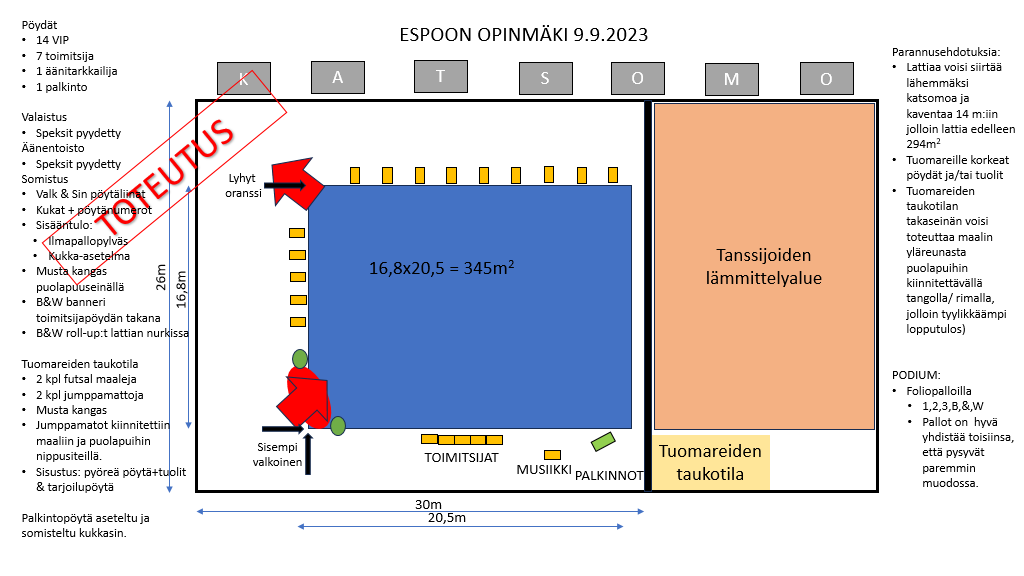 Pöydät
• 14 VIP
• 7 toimitsija
• 1 äänitarkkailija
• 1 palkinto
Valaistus
• Speksit pyydetty
Äänentoisto
• Speksit pyydetty
Somistus
• Valk & Sin pöytäliinat
• Kukat + pöytänumerot
• Sisääntulo:
• Ilmapallopylväs
• Kukka-asetelma
• Musta kangas
puolapuuseinällä
• B&W banneri
toimitsijapöydän takana
• B&W roll-up:t lattian nurkissa
Tuomareiden taukotila
• 2 kpl futsal maaleja
• 2 kpl jumppamattoja
• Musta kangas
• Jumppamatot kiinnitettiin
maaliin ja puolapuihin
nippusiteillä.
• Sisustus: pyöreä pöytä+tuolit
& tarjoilupöytä
Palkintopöytä aseteltu ja
somisteltu kukkasin.
TOTEUTUS
ESPOON OPINMÄKI 9.9.2023
K A T S O M O
Lyhyt
oranssi
26m
16,8m
16,8x20,5 = 345m²
Tanssijoiden
lämmittelyalue
Sisempi
valkoinen
TOIMITSIJAT
MUSIIKKI
PALKINNOT
Tuomareiden
taukotila
30m
20,5m
Parannusehdotuksia:
• Lattiaa voisi siirtää
lähemmäksi
katsomoa ja
kaventaa 14 m:iin
jolloin lattia edelleen
294m²
• Tuomareille korkeat
pöydät ja/tai tuolit
• Tuomareiden
taukotilan
takaseinän voisi
toteuttaa maalin
yläreunasta
puolapuihin
kiinnitettävällä
tangolla/ rimalla,
jolloin tyylikkäämpi
lopputulos)
PODIUM:
• Foliopalloilla
• 1,2,3,B,&,W
• Pallot on hyvä
yhdistää toisiinsa,
että pysyvät
paremmin
muodossa.